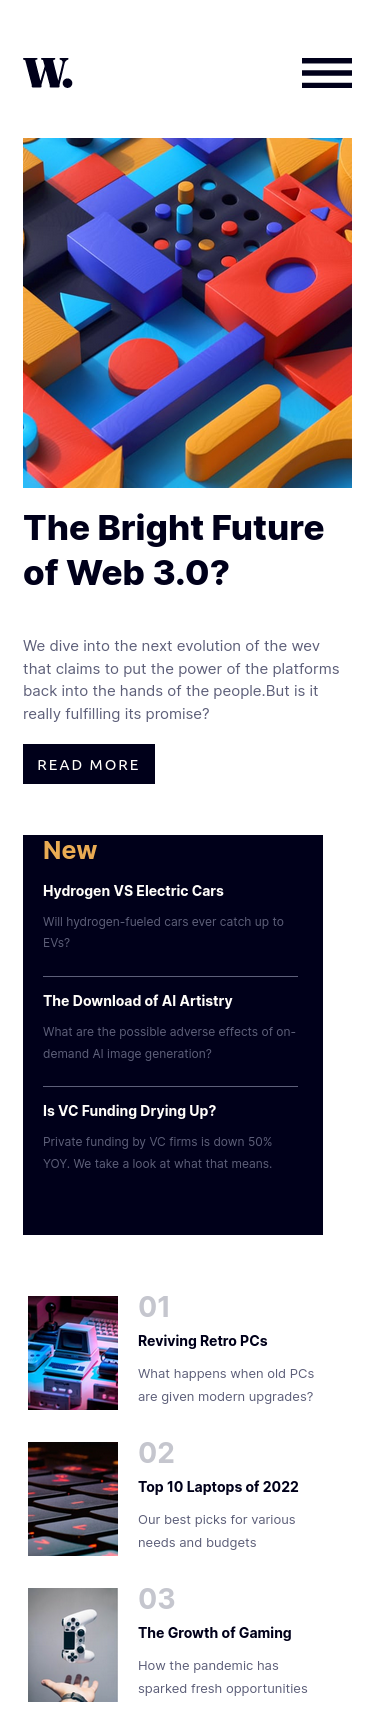 W.
The Bright Future
of Web 3.0?
We dive into the next evolution of the wev
that claims to put the power of the platforms
back into the hands of the people.But is it
really fulfilling its promise?
READ MORE
New
Hydrogen VS Electric Cars
Will hydrogen-fueled cars ever catch up to
EVs?
The Download of AI Artistry
What are the possible adverse effects of on-
demand AI image generation?
Is VC Funding Drying Up?
Private funding by VC firms is down 50%
YOY. We take a look at what that means.
01
Reviving Retro PCs
What happens when old PCs
are given modern upgrades?
02
Top 10 Laptops of 2022
Our best picks for various
needs and budgets
03
The Growth of Gaming
How the pandemic has
sparked fresh opportunities